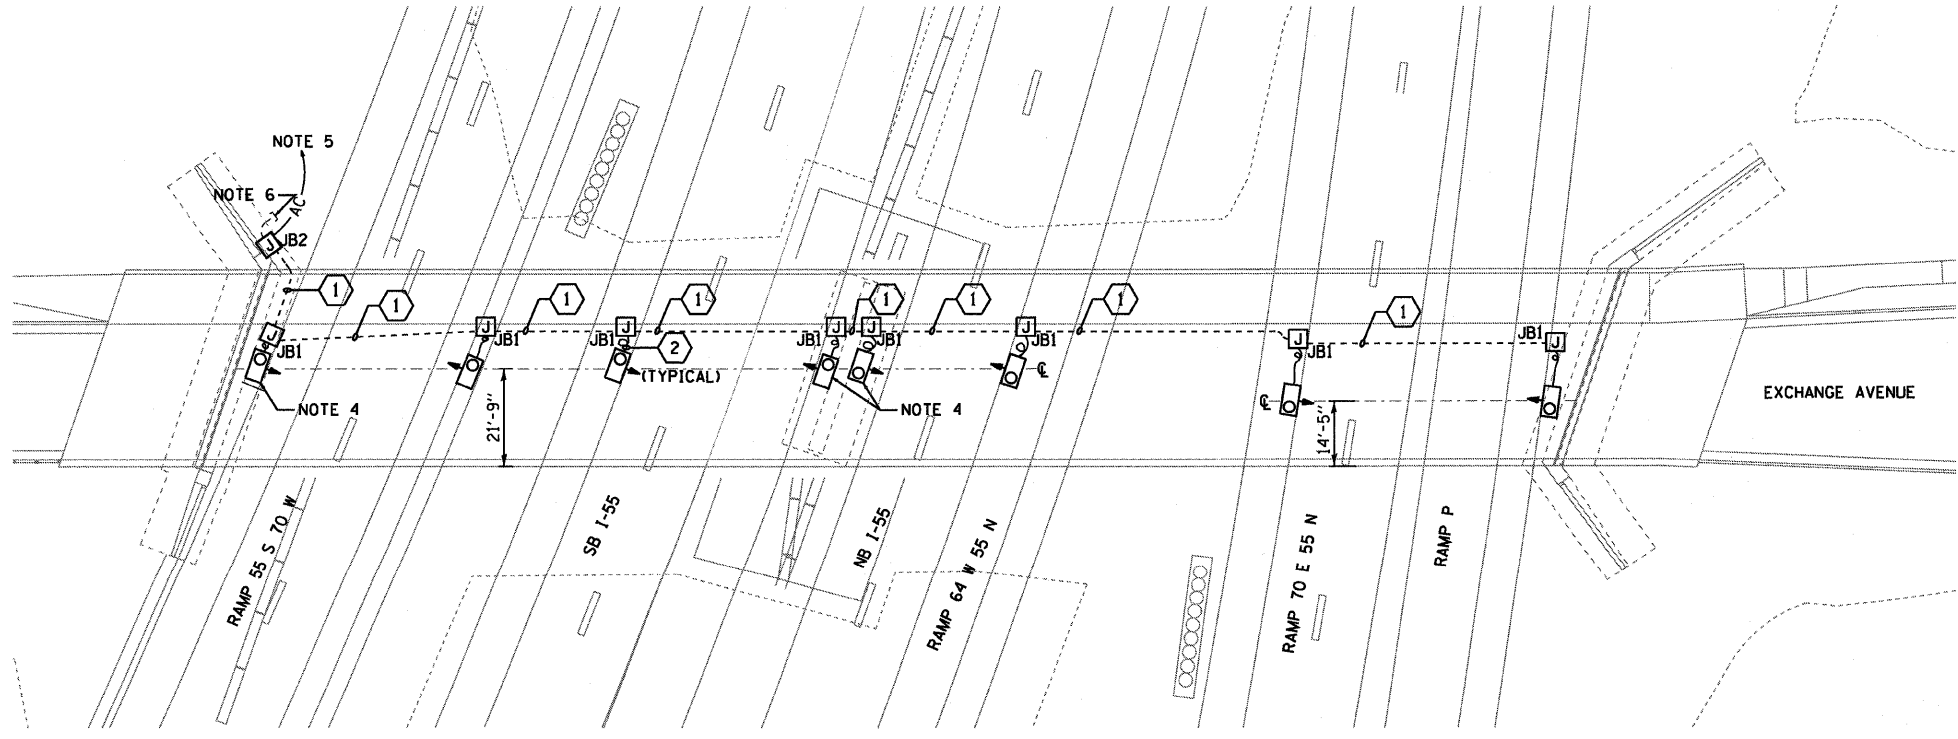 NOTE 5
NOTE 6
AC
J
JB2
1
1
1
1
1
1
1
1
J
JB1
J
JB1
J
JB1
2
(TYPICAL)
J
JB1
J
JB1
J
JB1
J
JB1
J
JB1
℄
℄
NOTE 4
NOTE 4
21'-9"
14'-5"
EXCHANGE AVENUE
RAMP 55 S 70 W
SB I-55
NB I-55
RAMP 64 W 55 N
RAMP 70 E 55 N
RAMP P